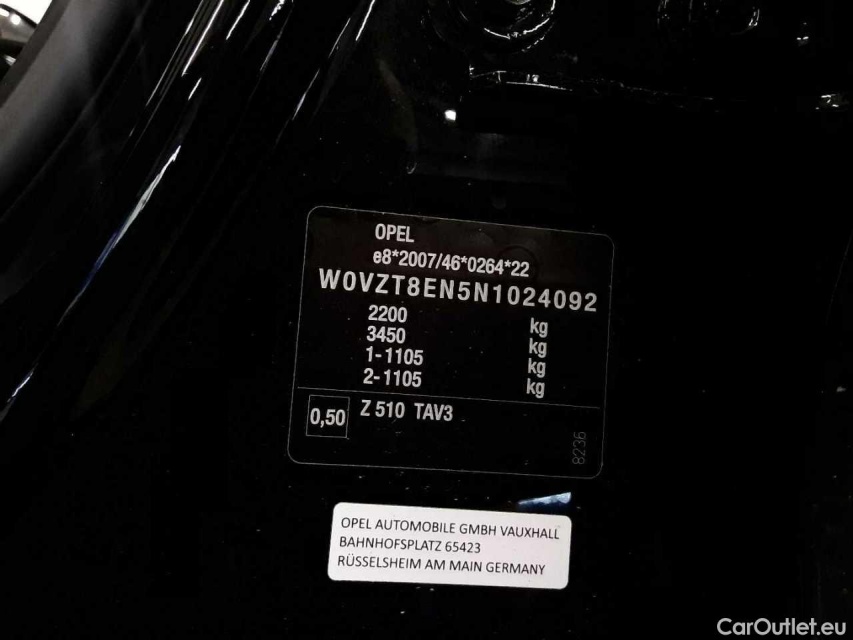 OPEL
e8*2007/46*0264*22
W0VZT8EN5N1024092
2200 kg
3450 kg
1-1105 kg
2-1105 kg
0,50 Z 510 TAV3
8236
OPEL AUTOMOBILE GMBH VAUXHALL
BAHNHOFSPLATZ 65423
RÜSSELSHEIM AM MAIN GERMANY
CarOutlet.eu